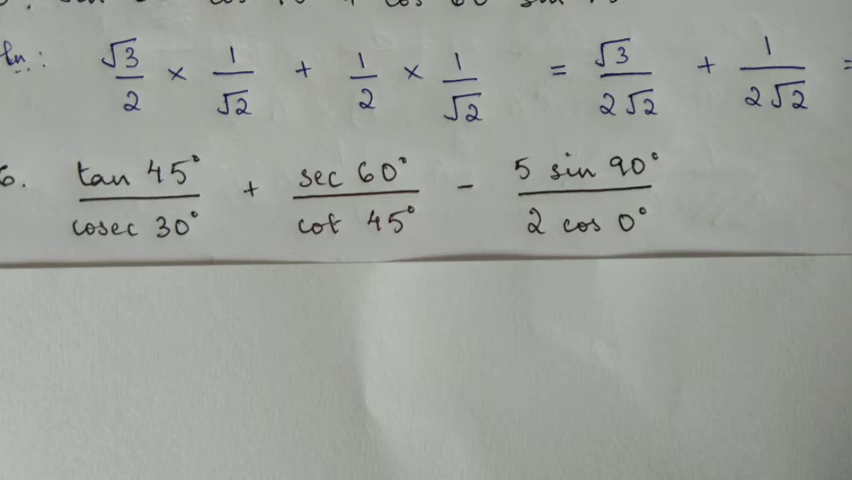 √3/2 × 1/√2 + 1/2 × 1/√2 = √3/2√2 + 1/2√2 =
6. tan 45°/cosec 30° + sec 60°/cot 45° - 5 sin 90°/2 cos 0°